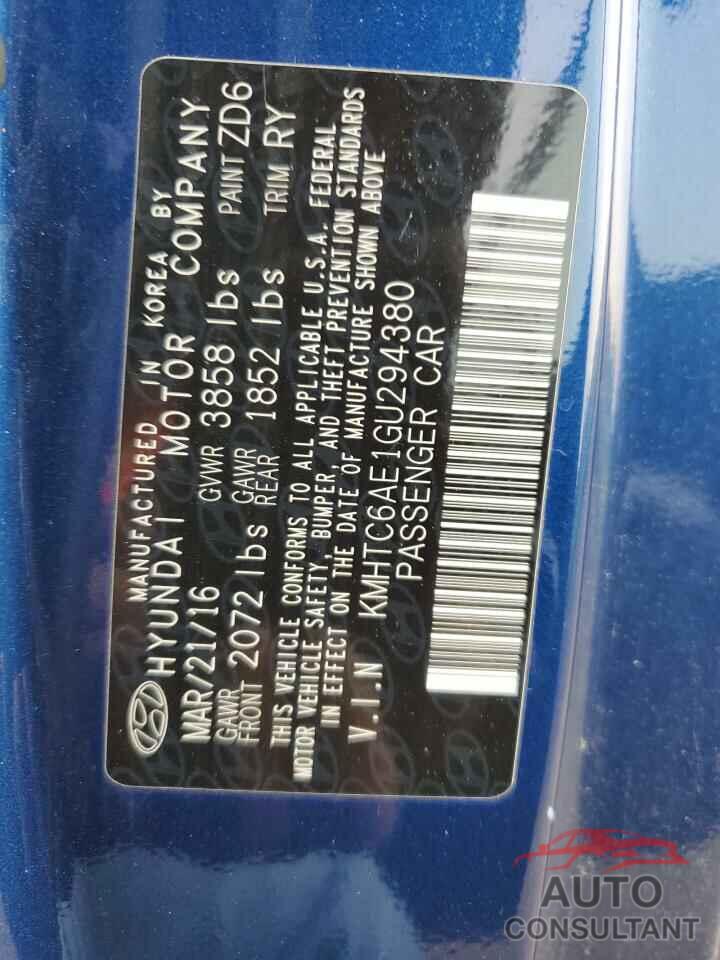 MANUFACTURED IN KOREA BY
HYUNDAI MOTOR COMPANY
MAR/21/16 GVWR 3858 lbs PAINT ZD6
GAWR FRONT 2072 lbs GAWR REAR 1852 lbs TRIM RY
THIS VEHICLE CONFORMS TO ALL APPLICABLE U.S.A. FEDERAL
MOTOR VEHICLE SAFETY, BUMPER, AND THEFT PREVENTION STANDARDS
IN EFFECT ON THE DATE OF MANUFACTURE SHOWN ABOVE
V.I.N KMHTC6AE1GU294380
PASSENGER CAR
AUTO
CONSULTANT